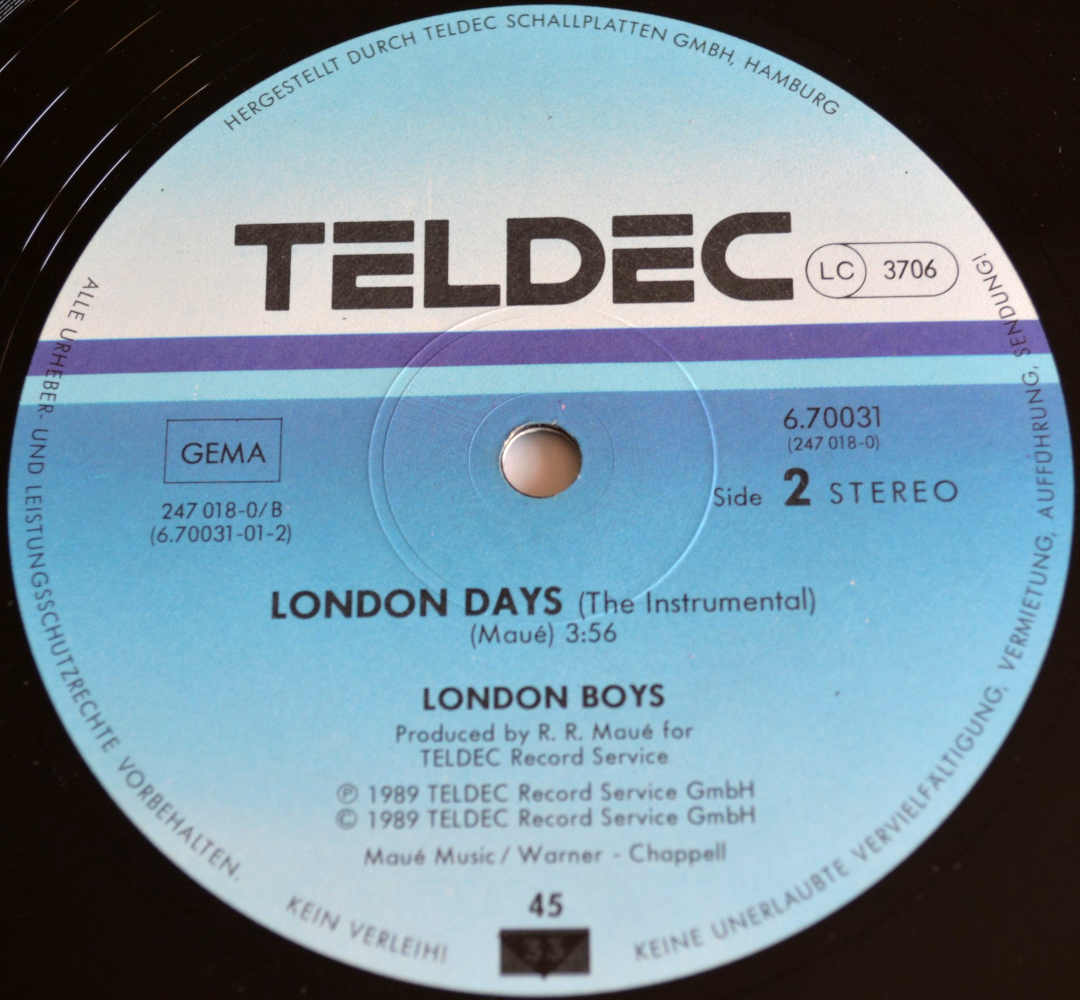 HERGESTELLT DURCH TELDEC SCHALLPLATTEN GMBH, HAMBURG
TELDEC
LC 3706
GEMA
247 018-0/B
(6.70031-01-2)
6.70031
(247 018-0)
Side 2 STEREO
LONDON DAYS (The Instrumental)
(Maué) 3:56
LONDON BOYS
Produced by R. R. Maué for
TELDEC Record Service
℗ 1989 TELDEC Record Service GmbH
© 1989 TELDEC Record Service GmbH
Maué Music / Warner - Chappell
45
33
ALLE URHEBER- UND LEISTUNGSSCHUTZRECHTE VORBEHALTEN. KEIN VERLEIH! KEINE UNERLAUBTE VERVIELFÄLTIGUNG, VERMIETUNG, AUFFÜHRUNG, SENDUNG!